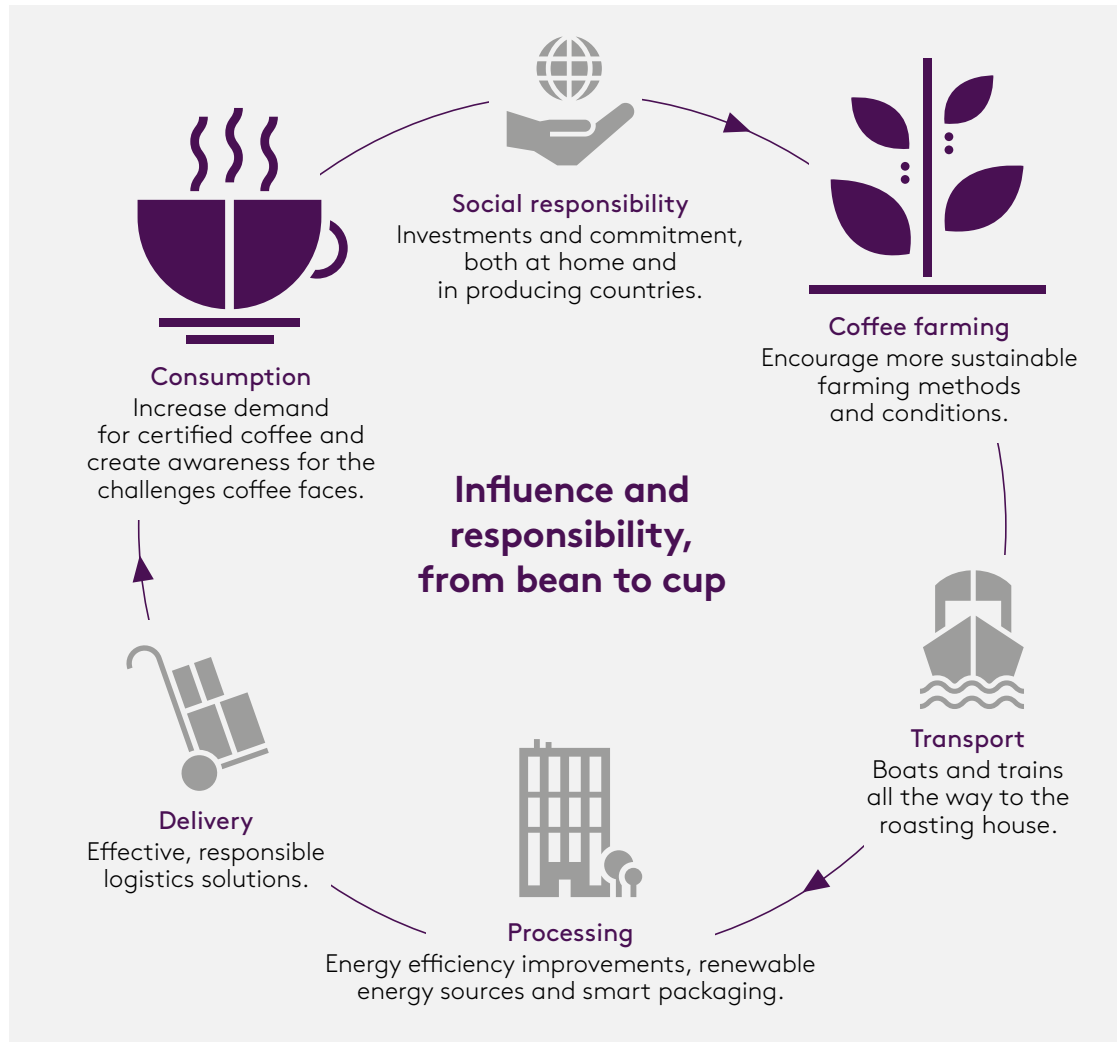 Social responsibility
Investments and commitment,
both at home and
in producing countries.
Coffee farming
Encourage more sustainable
farming methods
and conditions.
Transport
Boats and trains
all the way to the
roasting house.
Processing
Energy efficiency improvements, renewable
energy sources and smart packaging.
Delivery
Effective, responsible
logistics solutions.
Consumption
Increase demand
for certified coffee and
create awareness for the
challenges coffee faces.
Influence and
responsibility,
from bean to cup